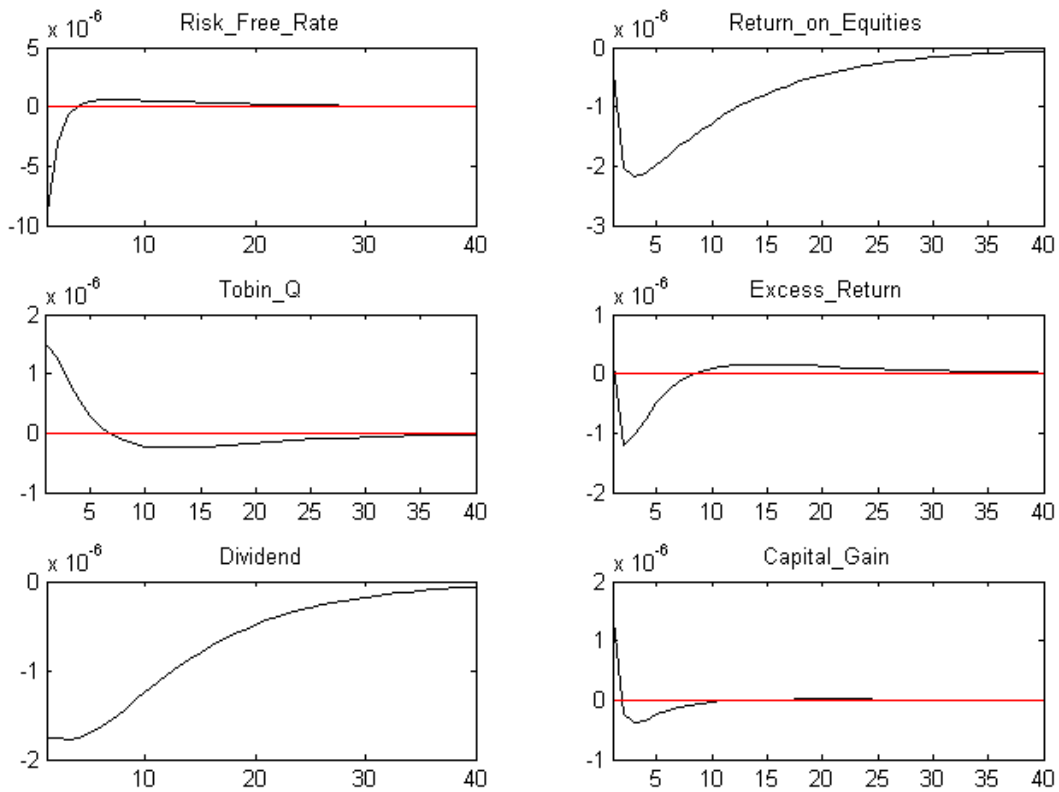 x 10-6 Risk_Free_Rate
5
0
-5
-10
10 20 30 40
x 10-6 Return_on_Equities
0
-1
-2
-3
5 10 15 20 25 30 35 40
x 10-6 Tobin_Q
2
1
0
-1
5 10 15 20 25 30 35 40
x 10-6 Excess_Return
1
0
-1
-2
5 10 15 20 25 30 35 40
x 10-6 Dividend
0
-1
-2
10 20 30 40
x 10-6 Capital_Gain
2
1
0
-1
5 10 15 20 25 30 35 40